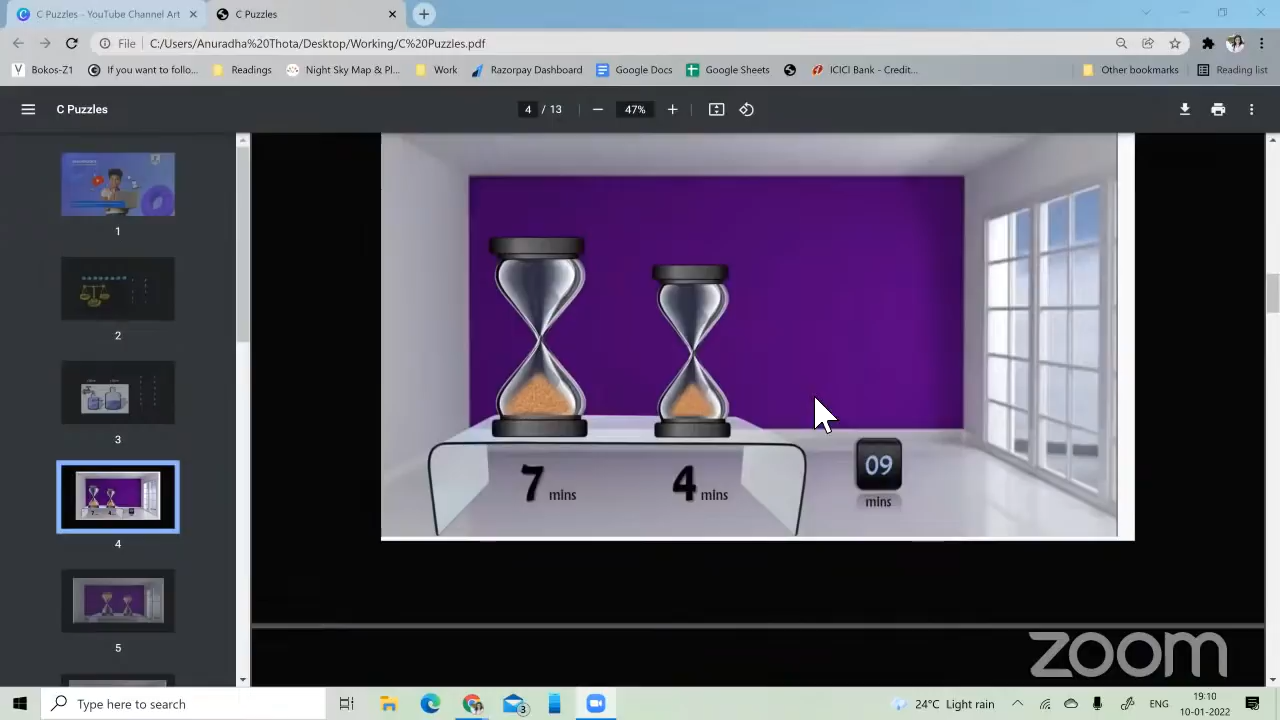 C Puzzles - YouTube Channel Art
C Puzzles
File C:/Users/Anuradha%20Thota/Desktop/Working/C%20Puzzles.pdf
Bokos-Z1 If you want to follo... Readings Night Sky Map & Pl... Work Razorpay Dashboard Google Docs Google Sheets ICICI Bank - Credit... Other bookmarks Reading list
C Puzzles 4 / 13 47%
1
2
3
4
5
7 mins 4 mins
09
mins
zoom
Type here to search
3
24°C Light rain ENG 19:10
10-01-2022